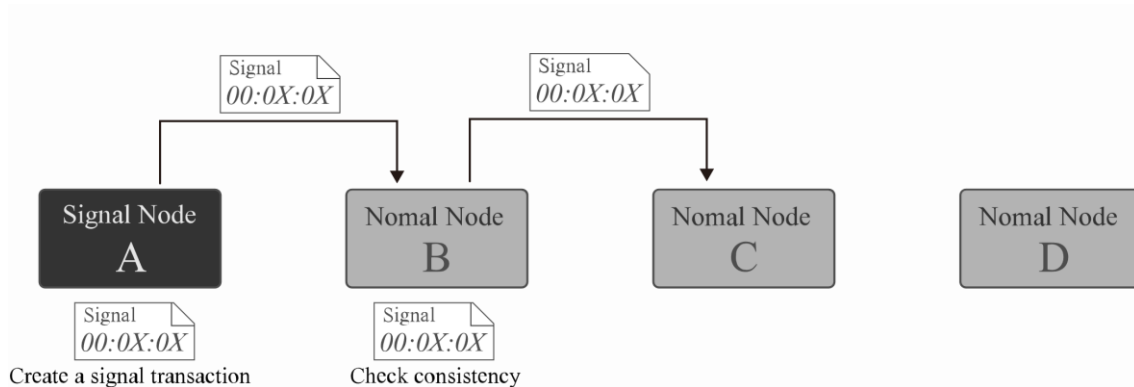 Signal
00:0X:0X
Signal
00:0X:0X
Signal Node
A
Nomal Node
B
Nomal Node
C
Nomal Node
D
Signal
00:0X:0X
Create a signal transaction
Signal
00:0X:0X
Check consistency